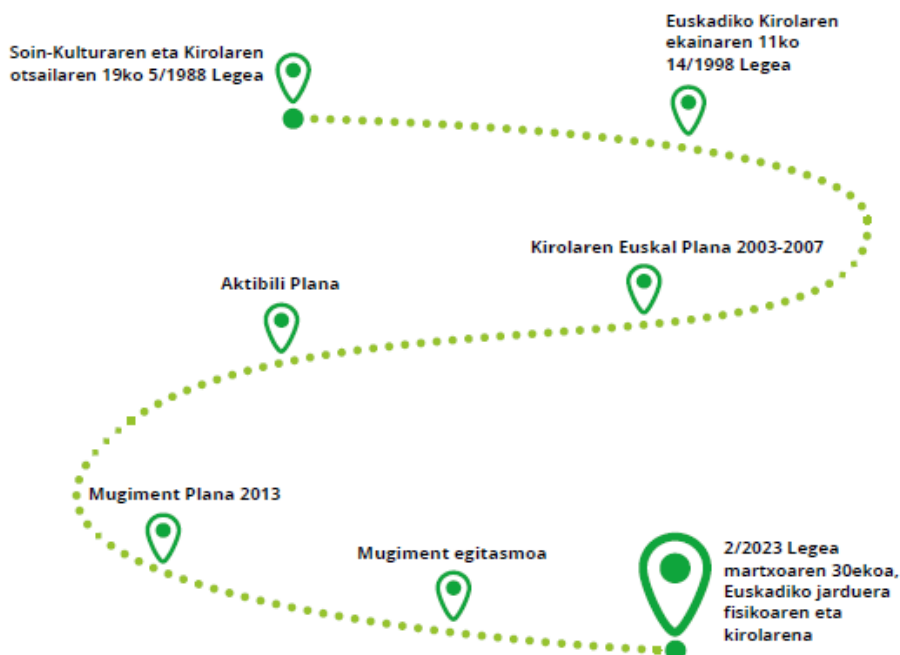 Soin-Kulturaren eta Kirolaren
otsailaren 19ko 5/1988 Legea
Euskadiko Kirolaren
ekainaren 11ko
14/1998 Legea
Kirolaren Euskal Plana 2003-2007
Aktibili Plana
Mugiment Plana 2013
Mugiment egitasmoa
2/2023 Legea
martxoaren 30ekoa,
Euskadiko jarduera
fisikoaren eta
kirolarena